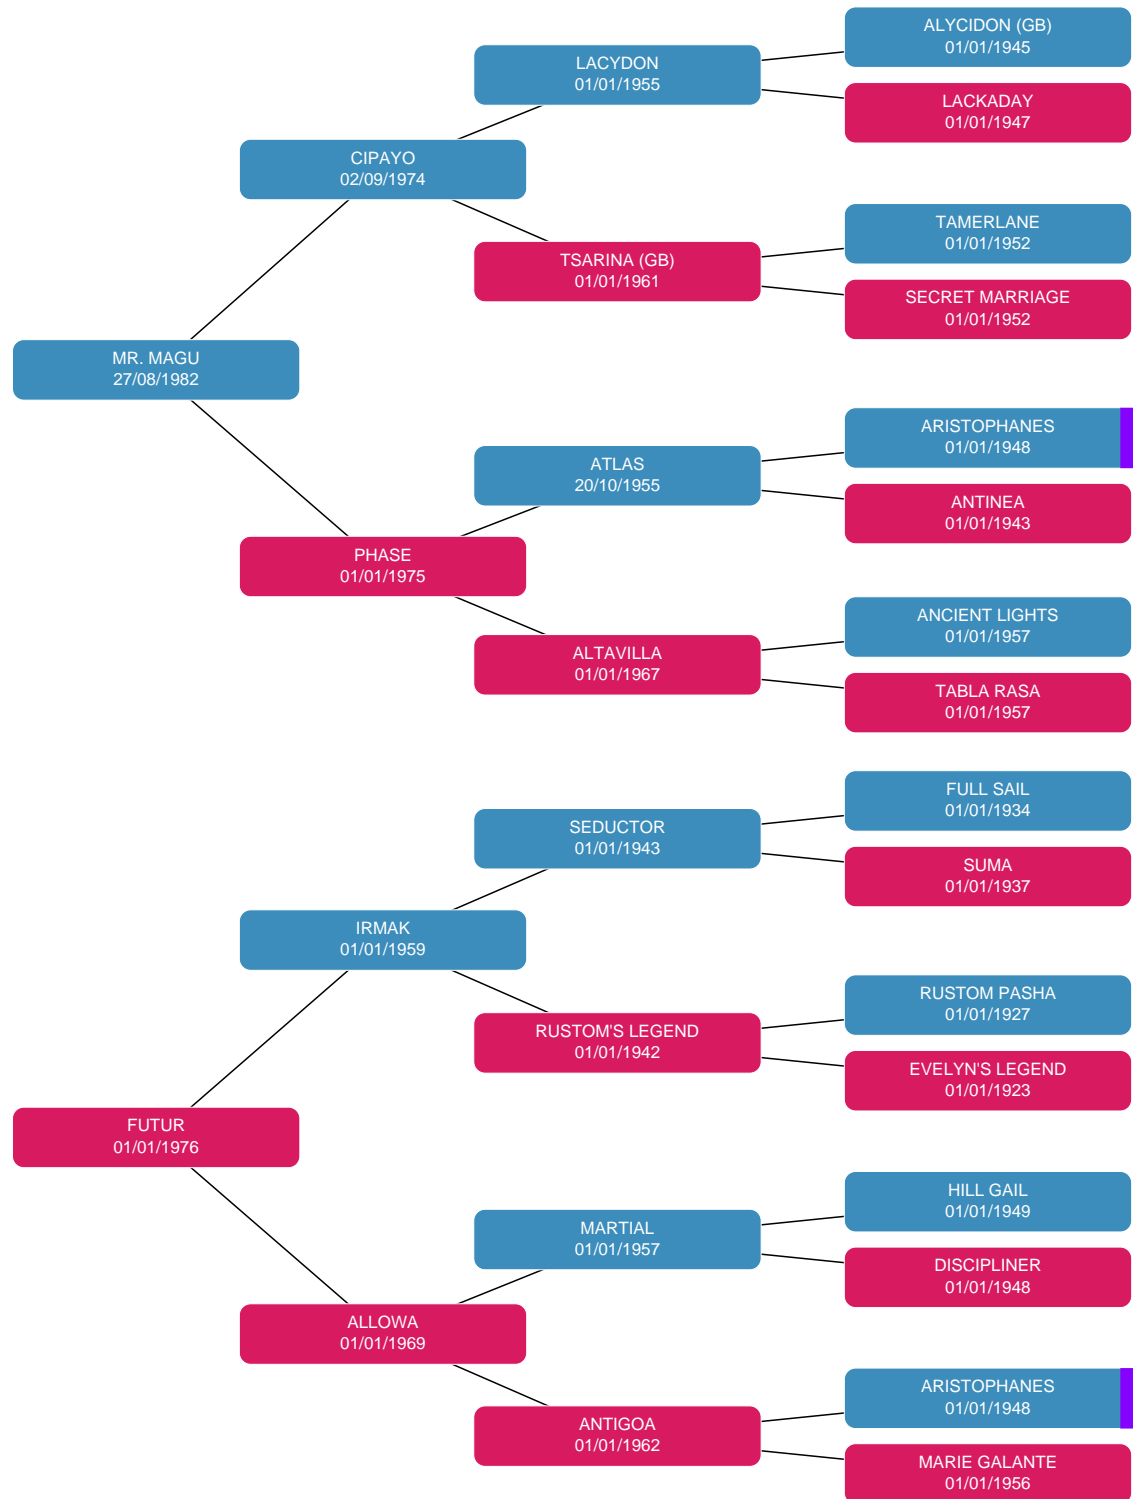 ALYCIDON (GB)
01/01/1945
LACYDON
01/01/1955
LACKADAY
01/01/1947
CIPAYO
02/09/1974
TAMERLANE
01/01/1952
TSARINA (GB)
01/01/1961
SECRET MARRIAGE
01/01/1952
MR. MAGU
27/08/1982
ARISTOPHANES
01/01/1948
ATLAS
20/10/1955
ANTINEA
01/01/1943
PHASE
01/01/1975
ANCIENT LIGHTS
01/01/1957
ALTAVILLA
01/01/1967
TABLA RASA
01/01/1957
FULL SAIL
01/01/1934
SEDUCTOR
01/01/1943
SUMA
01/01/1937
IRMAK
01/01/1959
RUSTOM PASHA
01/01/1927
RUSTOM'S LEGEND
01/01/1942
EVELYN'S LEGEND
01/01/1923
FUTUR
01/01/1976
HILL GAIL
01/01/1949
MARTIAL
01/01/1957
DISCIPLINER
01/01/1948
ALLOWA
01/01/1969
ARISTOPHANES
01/01/1948
ANTIGOA
01/01/1962
MARIE GALANTE
01/01/1956